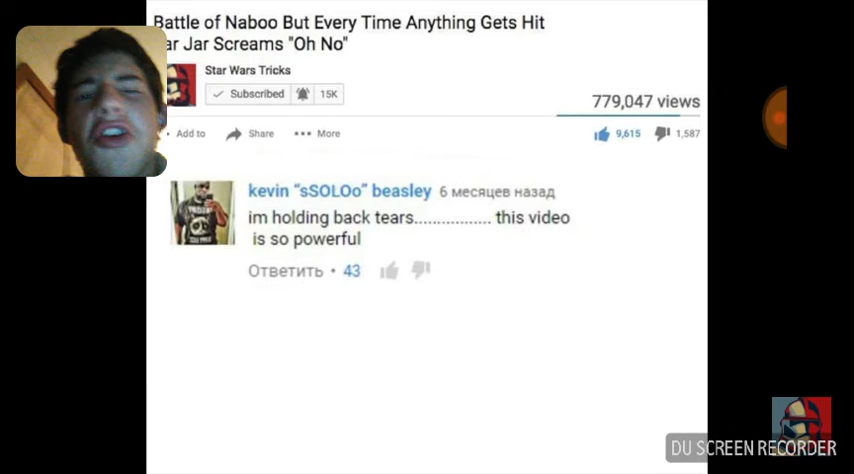 Battle of Naboo But Every Time Anything Gets Hit
ar Jar Screams "Oh No"
Star Wars Tricks
Subscribed 15K
779,047 views
Add to Share More 9,615 1,587
kevin “sSOLOo” beasley 6 месяцев назад
im holding back tears................. this video
is so powerful
Ответить • 43
DU SCREEN RECORDER